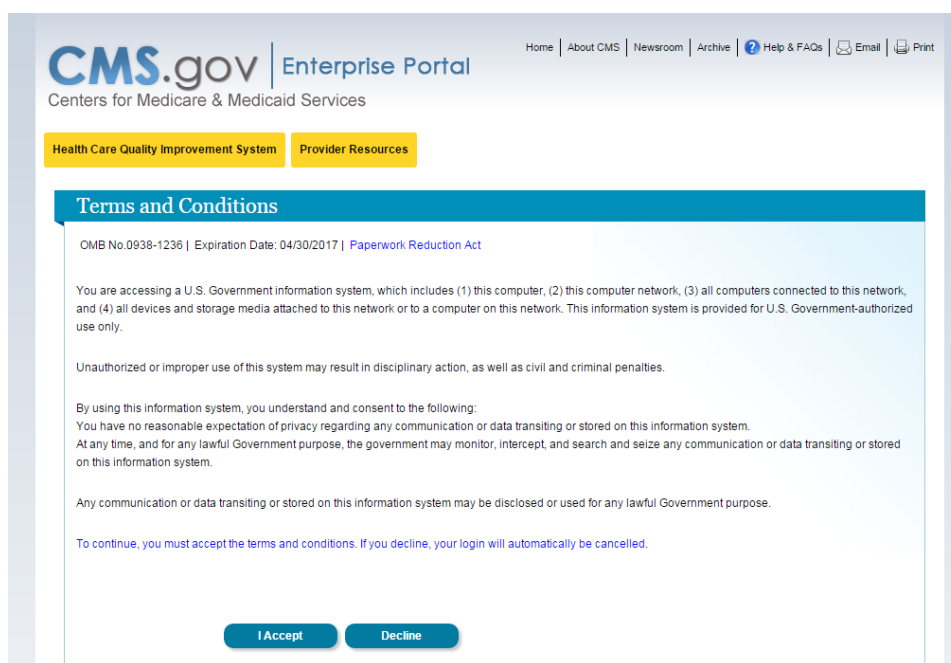 Home | About CMS | Newsroom | Archive | Help & FAQs | Email | Print
CMS.gov | Enterprise Portal
Centers for Medicare & Medicaid Services
Health Care Quality Improvement System
Provider Resources
Terms and Conditions
OMB No.0938-1236 | Expiration Date: 04/30/2017 | Paperwork Reduction Act
You are accessing a U.S. Government information system, which includes (1) this computer, (2) this computer network, (3) all computers connected to this network,
and (4) all devices and storage media attached to this network or to a computer on this network. This information system is provided for U.S. Government-authorized
use only.
Unauthorized or improper use of this system may result in disciplinary action, as well as civil and criminal penalties.
By using this information system, you understand and consent to the following:
You have no reasonable expectation of privacy regarding any communication or data transiting or stored on this information system.
At any time, and for any lawful Government purpose, the government may monitor, intercept, and search and seize any communication or data transiting or stored
on this information system.
Any communication or data transiting or stored on this information system may be disclosed or used for any lawful Government purpose.
To continue, you must accept the terms and conditions. If you decline, your login will automatically be cancelled.
I Accept
Decline